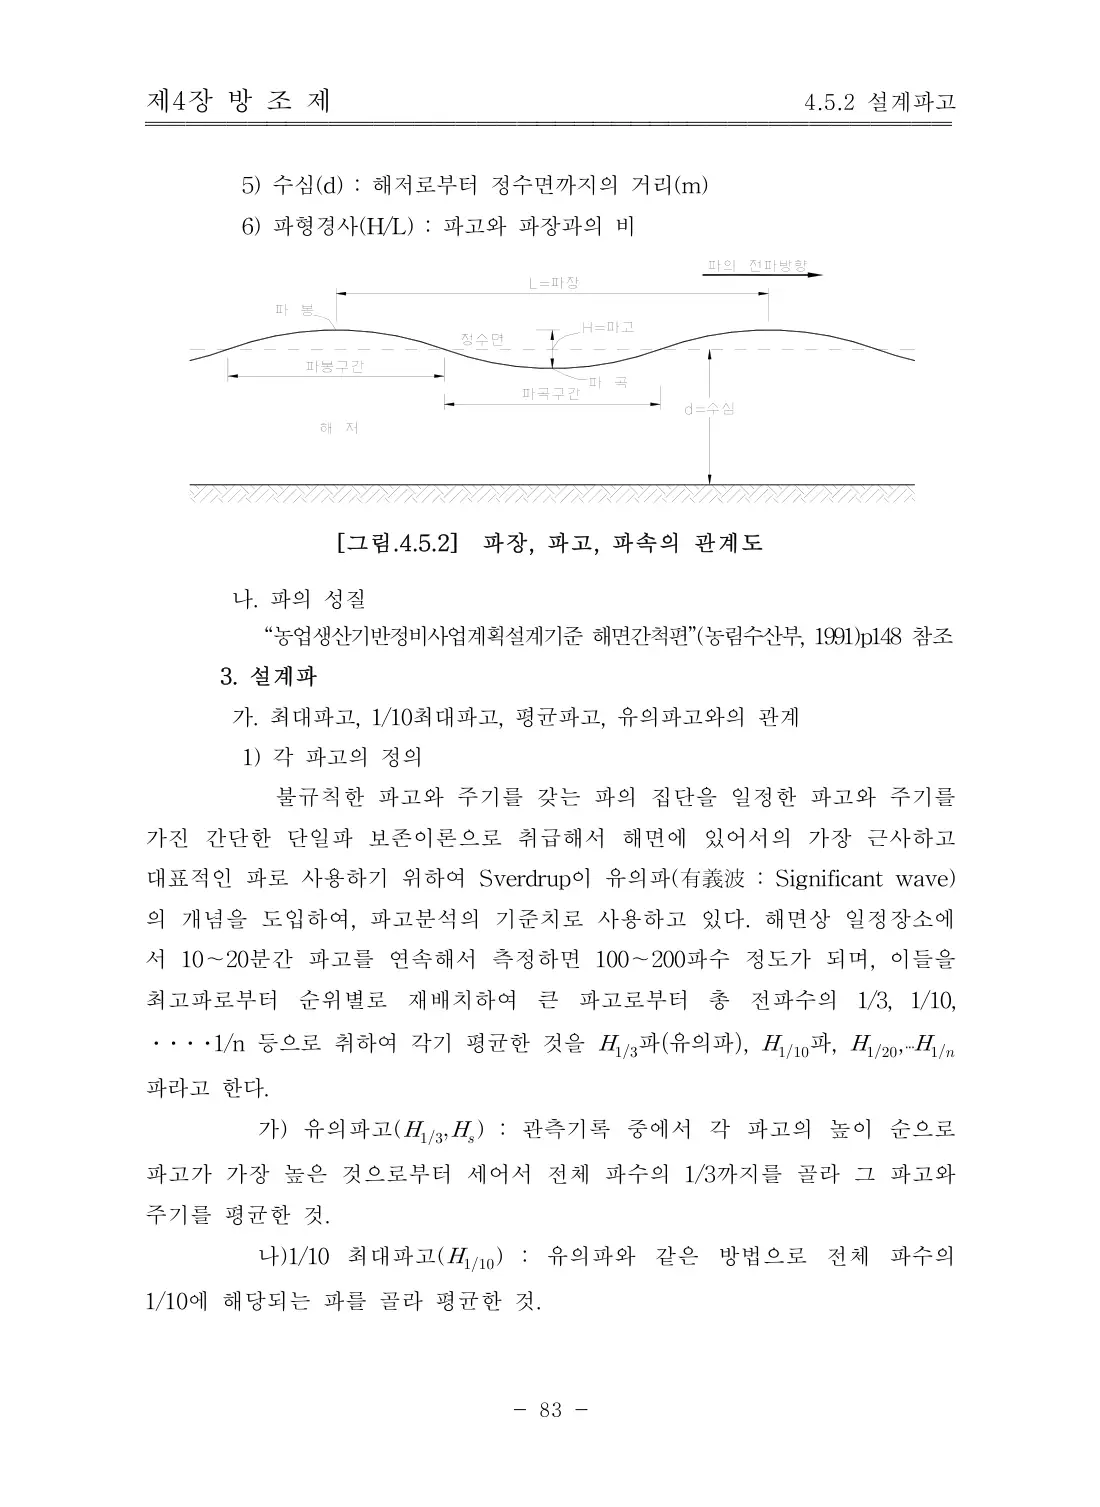 제4장 방 조 제
4.5.2 설계파고
5) 수심(d) : 해저로부터 정수면까지의 거리(m)
6) 파형경사(H/L) : 파고와 파장과의 비
파의 전파방향
L=파장
파 봉
정수면
H=파고
파봉구간
파 곡
파곡구간
d=수심
해 저
[그림.4.5.2] 파장, 파고, 파속의 관계도
나. 파의 성질
“농업생산기반정비사업계획설계기준 해면간척편”(농림수산부, 1991)p148 참조
3. 설계파
가. 최대파고, 1/10최대파고, 평균파고, 유의파고와의 관계
1) 각 파고의 정의
불규칙한 파고와 주기를 갖는 파의 집단을 일정한 파고와 주기를
가진 간단한 단일파 보존이론으로 취급해서 해면에 있어서의 가장 근사하고
대표적인 파로 사용하기 위하여 Sverdrup이 유의파(有義波 : Significant wave)
의 개념을 도입하여, 파고분석의 기준치로 사용하고 있다. 해면상 일정장소에
서 10∼20분간 파고를 연속해서 측정하면 100∼200파수 정도가 되며, 이들을
최고파로부터 순위별로 재배치하여 큰 파고로부터 총 전파수의 1/3, 1/10,
････1/n 등으로 취하여 각기 평균한 것을 H1/3파(유의파), H1/10파, H1/20,…H1/n
파라고 한다.
가) 유의파고(H1/3,Hs) : 관측기록 중에서 각 파고의 높이 순으로
파고가 가장 높은 것으로부터 세어서 전체 파수의 1/3까지를 골라 그 파고와
주기를 평균한 것.
나)1/10 최대파고(H1/10) : 유의파와 같은 방법으로 전체 파수의
1/10에 해당되는 파를 골라 평균한 것.
- 83 -